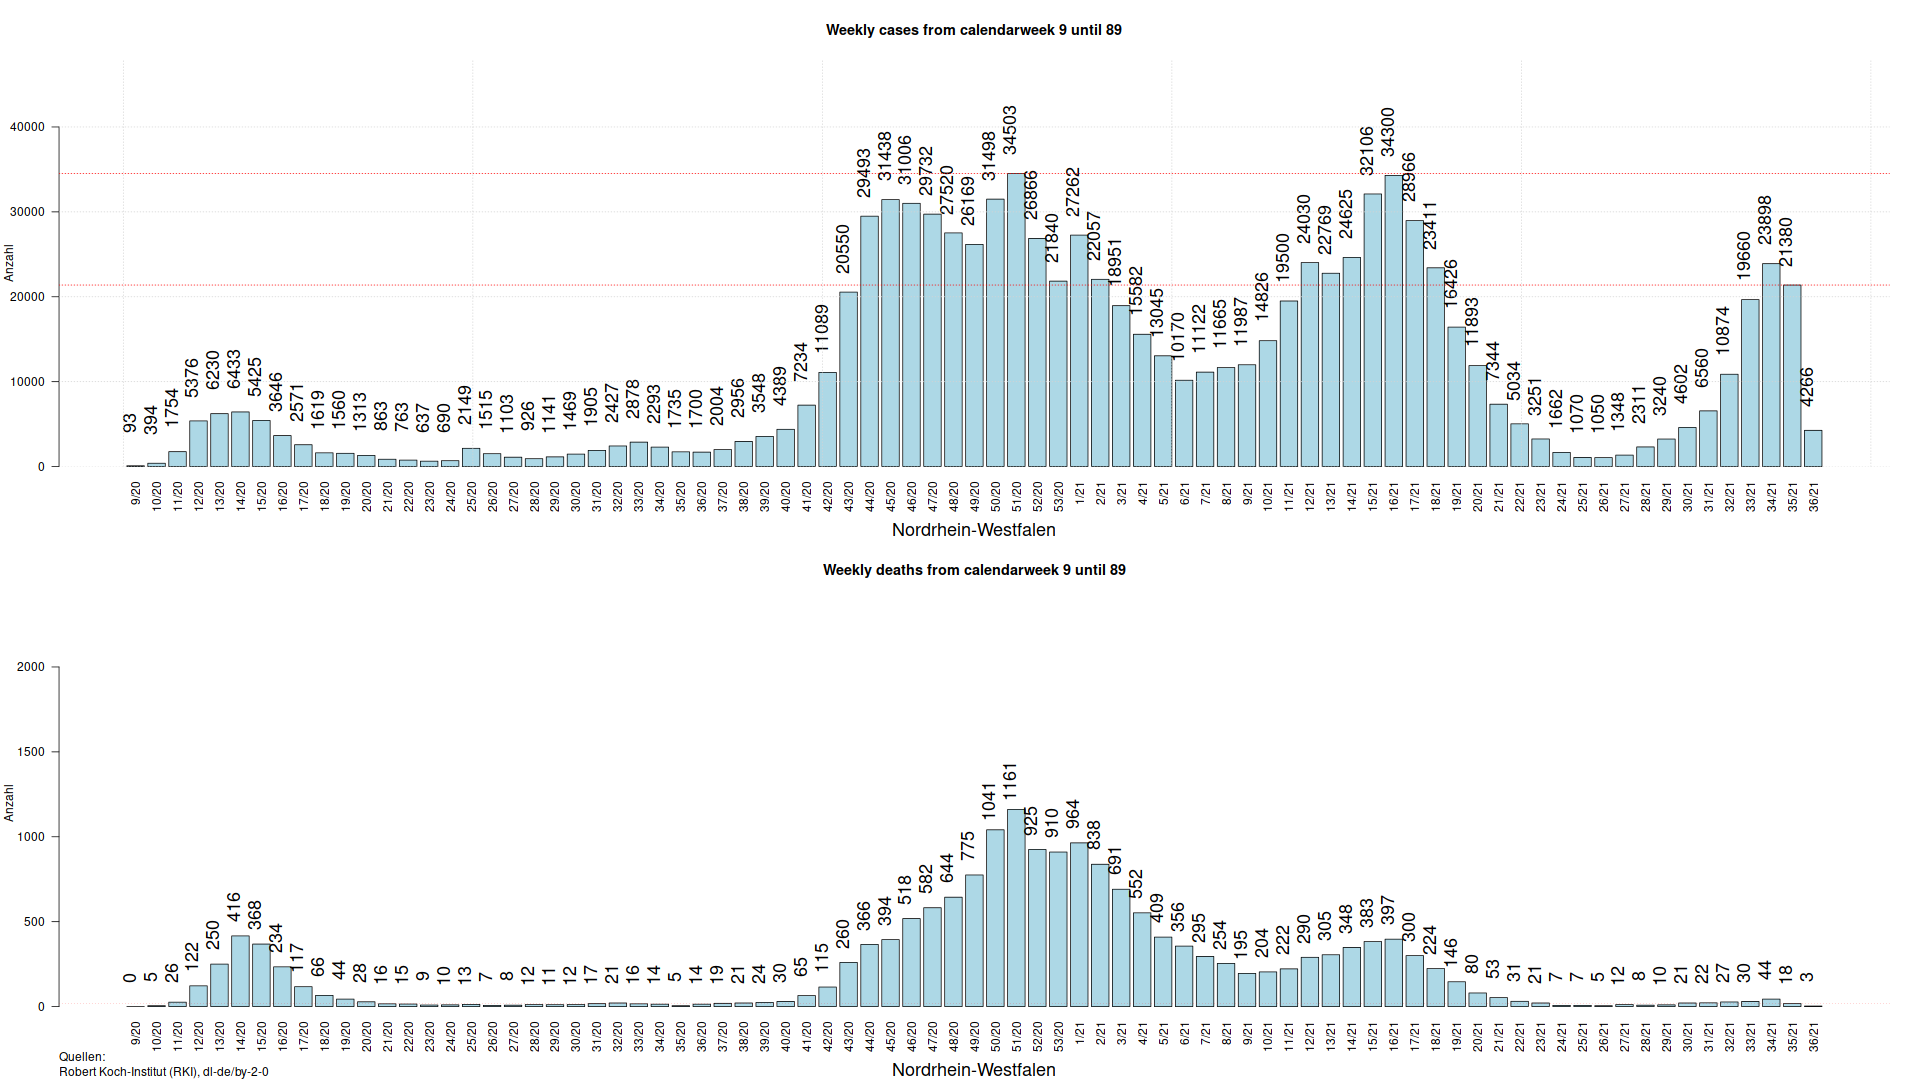 Weekly cases from calendarweek 9 until 89
Anzahl
40000
30000
20000
10000
0
93 394 1754 5376 6230 6433 5425 3646 2571 1619 1560 1313 863 763 637 690 2149 1515 1103 926 1141 1469 1905 2427 2878 2293 1735 1700 2004 2956 3548 4389 7234 11089 20550 29493 31438 31006 29732 27520 26169 31498 34503 26866 21840 27262 22057 18951 15582 13045 10170 11122 11665 11987 14826 19500 24030 22769 24625 32106 34300 28966 23411 16426 11893 7344 5034 3251 1662 1070 1050 1348 2311 3240 4602 6560 10874 19660 23898 21380 4266
9/20 10/20 11/20 12/20 13/20 14/20 15/20 16/20 17/20 18/20 19/20 20/20 21/20 22/20 23/20 24/20 25/20 26/20 27/20 28/20 29/20 30/20 31/20 32/20 33/20 34/20 35/20 36/20 37/20 38/20 39/20 40/20 41/20 42/20 43/20 44/20 45/20 46/20 47/20 48/20 49/20 50/20 51/20 52/20 53/20 1/21 2/21 3/21 4/21 5/21 6/21 7/21 8/21 9/21 10/21 11/21 12/21 13/21 14/21 15/21 16/21 17/21 18/21 19/21 20/21 21/21 22/21 23/21 24/21 25/21 26/21 27/21 28/21 29/21 30/21 31/21 32/21 33/21 34/21 35/21 36/21
Nordrhein-Westfalen
Weekly deaths from calendarweek 9 until 89
Anzahl
2000
1500
1000
500
0
0 5 26 122 250 416 368 234 117 66 44 28 16 15 9 10 13 7 8 12 11 12 17 21 16 14 5 14 19 21 24 30 65 115 260 366 394 518 582 644 775 1041 1161 925 910 964 838 691 552 409 356 295 254 195 204 222 290 305 348 383 397 300 224 146 80 53 31 21 7 7 5 12 8 10 21 22 27 30 44 18 3
9/20 10/20 11/20 12/20 13/20 14/20 15/20 16/20 17/20 18/20 19/20 20/20 21/20 22/20 23/20 24/20 25/20 26/20 27/20 28/20 29/20 30/20 31/20 32/20 33/20 34/20 35/20 36/20 37/20 38/20 39/20 40/20 41/20 42/20 43/20 44/20 45/20 46/20 47/20 48/20 49/20 50/20 51/20 52/20 53/20 1/21 2/21 3/21 4/21 5/21 6/21 7/21 8/21 9/21 10/21 11/21 12/21 13/21 14/21 15/21 16/21 17/21 18/21 19/21 20/21 21/21 22/21 23/21 24/21 25/21 26/21 27/21 28/21 29/21 30/21 31/21 32/21 33/21 34/21 35/21 36/21
Nordrhein-Westfalen
Quellen:
Robert Koch-Institut (RKI), dl-de/by-2-0